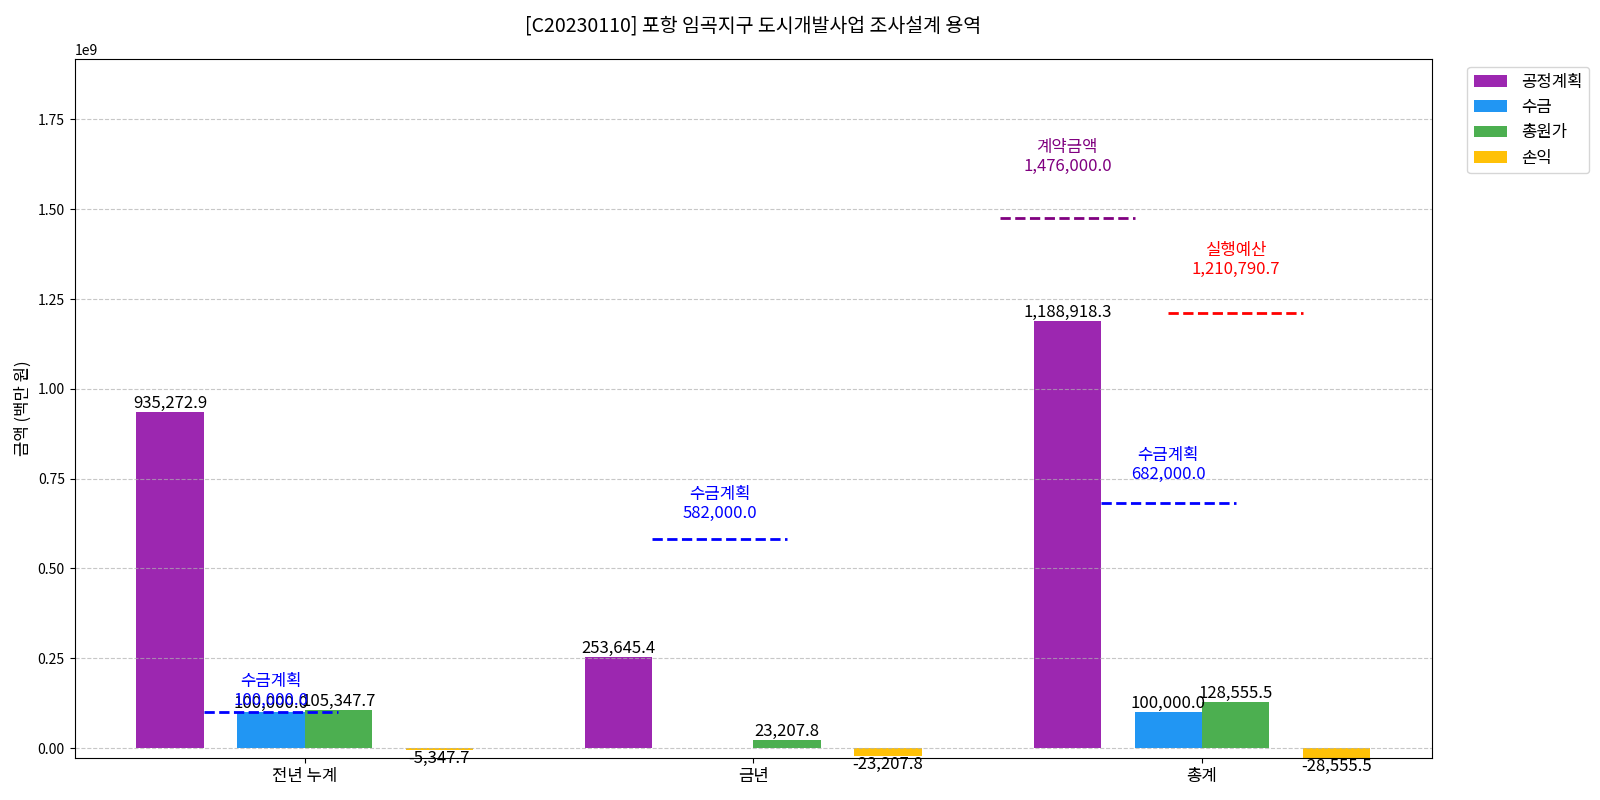 [C20230110] 포항 임곡지구 도시개발사업 조사설계 용역
1e9
금액 (백만 원)
1.75
1.50
1.25
1.00
0.75
0.50
0.25
0.00
계약금액
1,476,000.0
실행예산
1,210,790.7
1,188,918.3
935,272.9
수금계획
682,000.0
수금계획
582,000.0
253,645.4
수금계획
100,000.0
100,000.0
105,347.7
-5,347.7
23,207.8
-23,207.8
100,000.0
128,555.5
-28,555.5
전년 누계
금년
총계
공정계획
수금
총원가
손익